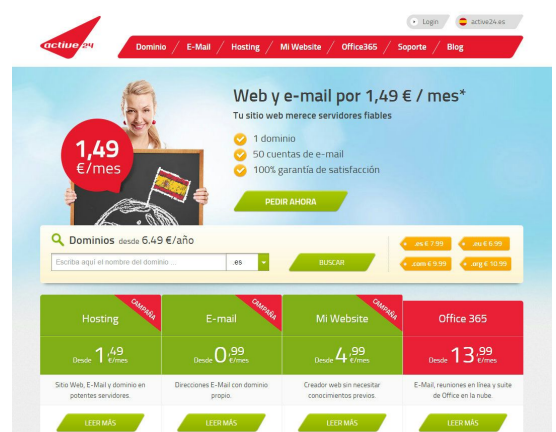 Login
active24.es
active 24
Dominio / E-Mail / Hosting / Mi Website / Office365 / Soporte / Blog
Web y e-mail por 1,49 € / mes*
Tu sitio web merece servidores fiables
1 dominio
50 cuentas de e-mail
100% garantía de satisfacción
1,49
€/mes
PEDIR AHORA
Dominios desde 6.49 €/año
Escriba aquí el nombre del dominio ...
.es
BUSCAR
.es € 7.99
.eu € 6.99
.com € 9.99
.org € 10.99
CAMPAÑA
Hosting
Desde 1,49 €/mes
Sitio Web, E-Mail y dominio en
potentes servidores.
LEER MÁS
CAMPAÑA
E-mail
Desde 0,99 €/mes
Direcciones E-Mail con dominio
propio.
LEER MÁS
CAMPAÑA
Mi Website
Desde 4,99 €/mes
Creador web sin necesitar
conocimientos previos.
LEER MÁS
Office 365
Desde 13,99 €/mes
E-Mail, reuniones en línea y suite
de Office en la nube.
LEER MÁS